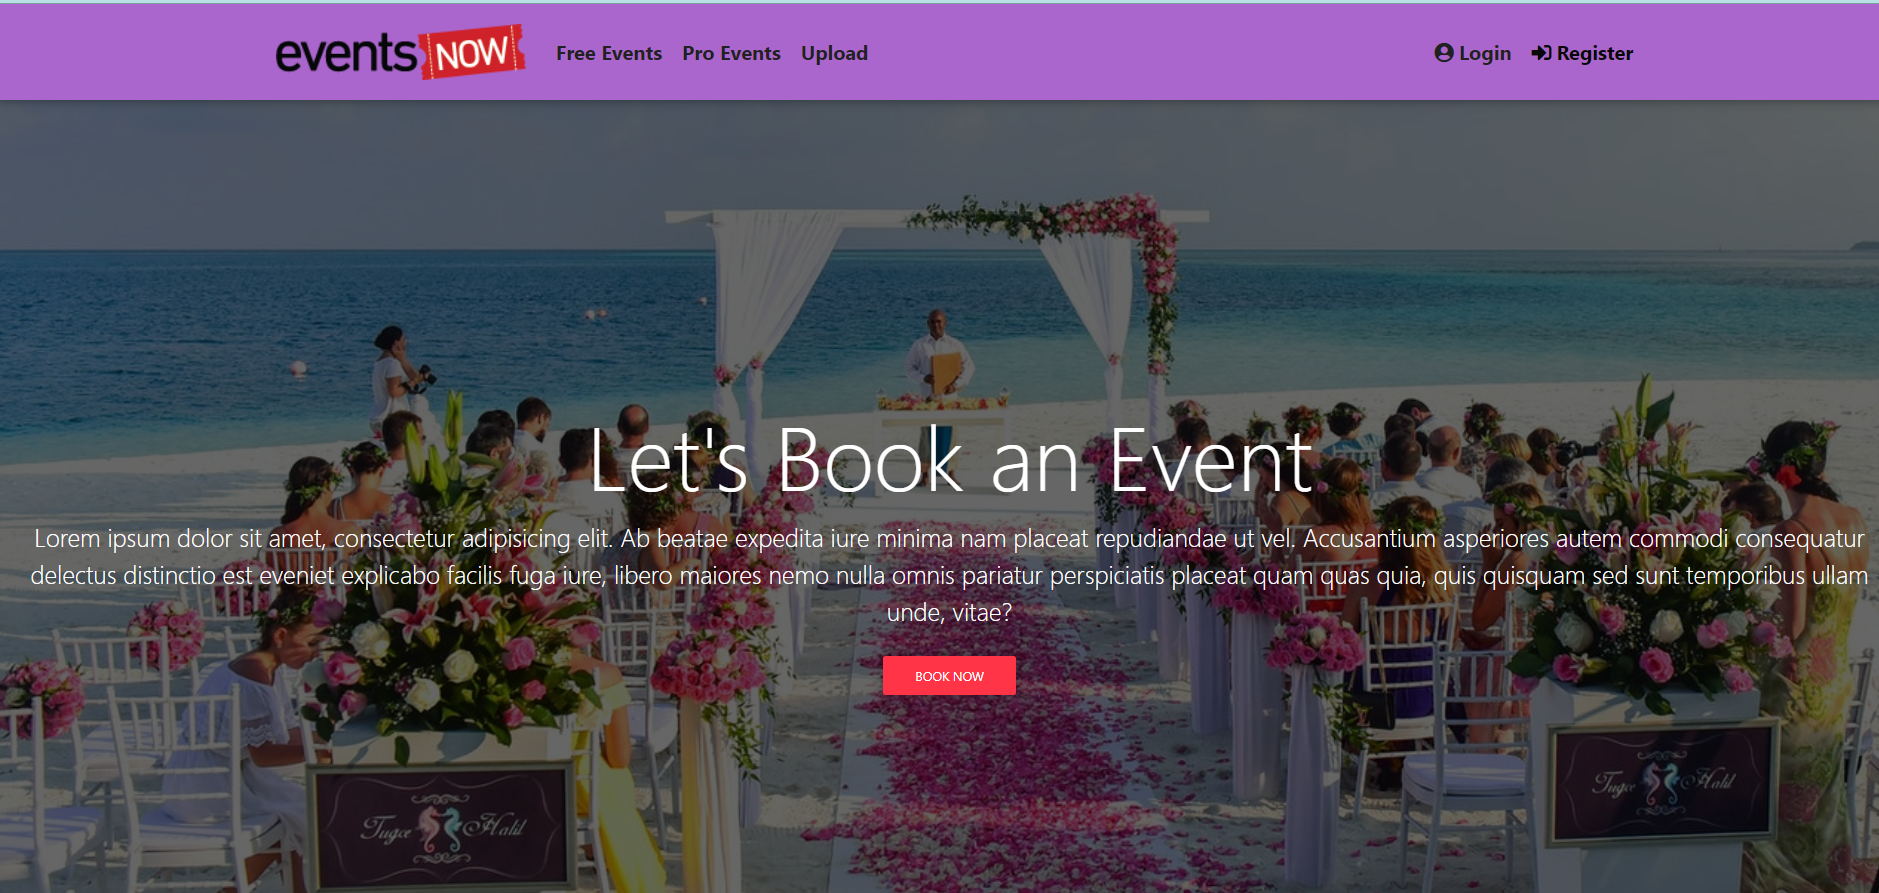 events NOW Free Events Pro Events Upload Login Register
Let's Book an Event
Lorem ipsum dolor sit amet, consectetur adipisicing elit. Ab beatae expedita iure minima nam placeat repudiandae ut vel. Accusantium asperiores autem commodi consequatur
delectus distinctio est eveniet explicabo facilis fuga iure, libero maiores nemo nulla omnis pariatur perspiciatis placeat quam quas quia, quis quisquam sed sunt temporibus ullam
unde, vitae?
BOOK NOW
Tugce Halil
Tugce Halil